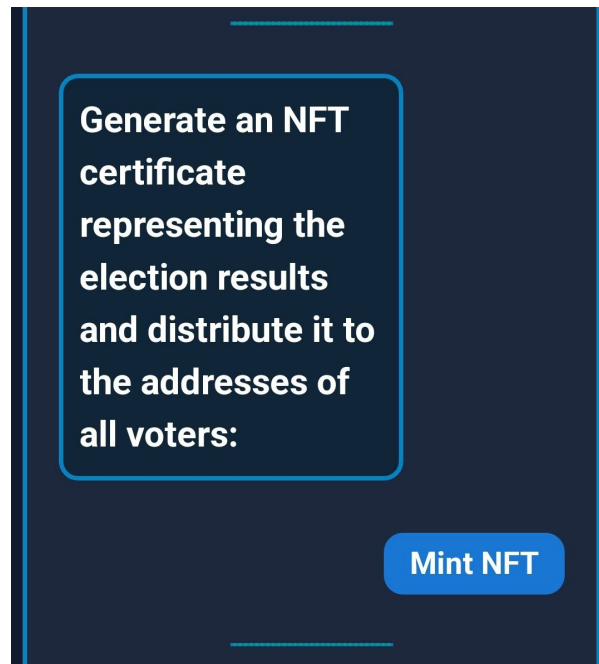 Generate an NFT
certificate
representing the
election results
and distribute it to
the addresses of
all voters:
Mint NFT